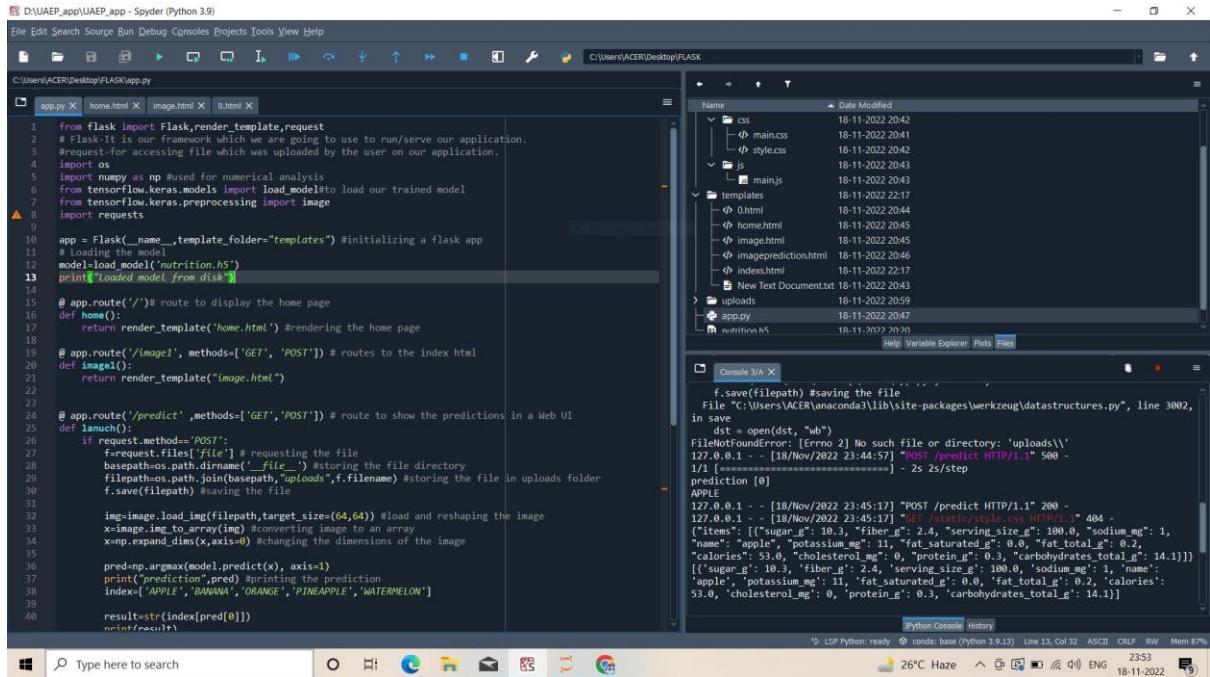 D:\UAEP_app\UAEP_app - Spyder (Python 3.9)
File Edit Search Source Run Debug Consoles Projects Tools View Help
C:\Users\ACER\Desktop\FLASK
C:\Users\ACER\Desktop\FLASK\app.py
app.py X home.html X image.html X 0.html X
1 from flask import Flask,render_template,request
2 # Flask-It is our framework which we are going to use to run/serve our application.
3 #request-for accessing file which was uploaded by the user on our application.
4 import os
5 import numpy as np #used for numerical analysis
6 from tensorflow.keras.models import load_model#to load our trained model
7 from tensorflow.keras.preprocessing import image
8 import requests
9
10 app = Flask(__name__,template_folder="templates") #initializing a flask app
11 # Loading the model
12 model=load_model('nutrition.h5')
13 print("Loaded model from disk")
14
15 @ app.route('/')# route to display the home page
16 def home():
17 return render_template('home.html') #rendering the home page
18
19 @ app.route('/image1', methods=['GET', 'POST']) # routes to the index html
20 def image1():
21 return render_template("image.html")
22
23
24 @ app.route('/predict' ,methods=['GET','POST']) # route to show the predictions in a Web UI
25 def lanuch():
26 if request.method=='POST':
27 f=request.files['file'] # requesting the file
28 basepath=os.path.dirname('__file__') #storing the file directory
29 filepath=os.path.join(basepath,"uploads",f.filename) #storing the file in uploads folder
30 f.save(filepath) #saving the file
31
32 img=image.load_img(filepath,target_size=(64,64)) #load and reshaping the image
33 x=image.img_to_array(img) #converting image to an array
34 x=np.expand_dims(x,axis=0) #changing the dimensions of the image
35
36 pred=np.argmax(model.predict(x), axis=1)
37 print("prediction",pred) #printing the prediction
38 index=['APPLE','BANANA','ORANGE','PINEAPPLE','WATERMELON']
39
40 result=str(index[pred[0]])
print(result)
Name Date Modified
css 18-11-2022 20:42
main.css 18-11-2022 20:41
style.css 18-11-2022 20:42
js 18-11-2022 20:43
main.js 18-11-2022 20:43
templates 18-11-2022 22:17
0.html 18-11-2022 20:44
home.html 18-11-2022 20:45
image.html 18-11-2022 20:45
imageprediction.html 18-11-2022 20:46
indexs.html 18-11-2022 22:17
New Text Document.txt 18-11-2022 20:43
uploads 18-11-2022 20:59
app.py 18-11-2022 20:47
nutrition.h5 18-11-2022 20:20
Help Variable Explorer Plots Files
Console 3/A X
f.save(filepath) #saving the file
File "C:\Users\ACER\anaconda3\lib\site-packages\werkzeug\datastructures.py", line 3002,
in save
dst = open(dst, "wb")
FileNotFoundError: [Errno 2] No such file or directory: 'uploads\\'
127.0.0.1 - - [18/Nov/2022 23:44:57] "POST /predict HTTP/1.1" 500 -
1/1 [==============================] - 2s 2s/step
prediction [0]
APPLE
127.0.0.1 - - [18/Nov/2022 23:45:17] "POST /predict HTTP/1.1" 200 -
127.0.0.1 - - [18/Nov/2022 23:45:17] "GET /static/style.css HTTP/1.1" 404 -
{"items": [{"sugar_g": 10.3, "fiber_g": 2.4, "serving_size_g": 100.0, "sodium_mg": 1,
"name": "apple", "potassium_mg": 11, "fat_saturated_g": 0.0, "fat_total_g": 0.2,
"calories": 53.0, "cholesterol_mg": 0, "protein_g": 0.3, "carbohydrates_total_g": 14.1}]}
[{'sugar_g': 10.3, 'fiber_g': 2.4, 'serving_size_g': 100.0, 'sodium_mg': 1, 'name':
'apple', 'potassium_mg': 11, 'fat_saturated_g': 0.0, 'fat_total_g': 0.2, 'calories':
53.0, 'cholesterol_mg': 0, 'protein_g': 0.3, 'carbohydrates_total_g': 14.1}]
IPython Console History
LSP Python: ready conda: base (Python 3.9.13) Line 13, Col 32 ASCII CRLF RW Mem 87%
Type here to search
26°C Haze ENG 23:53
18-11-2022